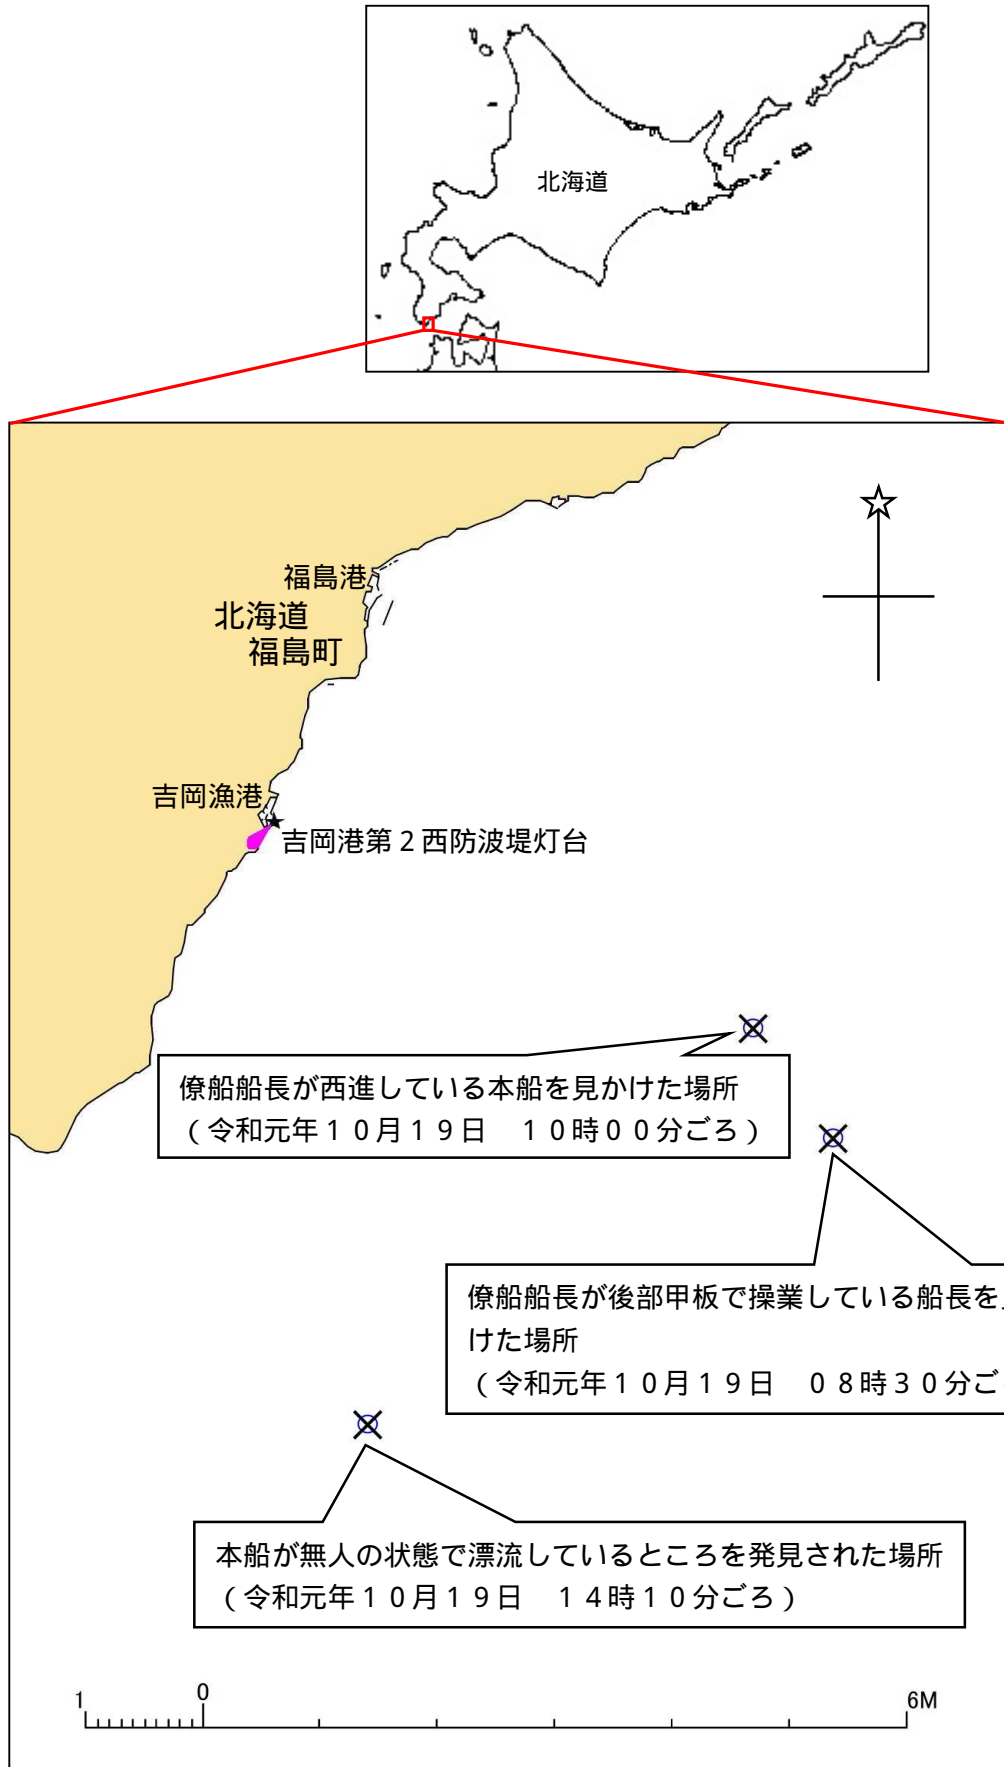 北海道
福島港
北海道
福島町
吉岡漁港
吉岡港第２西防波堤灯台
僚船船長が西進している本船を見かけた場所
（令和元年１０月１９日　１０時００分ごろ）
僚船船長が後部甲板で操業している船長を
けた場所
（令和元年１０月１９日　０８時３０分ご
本船が無人の状態で漂流しているところを発見された場所
（令和元年１０月１９日　１４時１０分ごろ）
1 0 6M